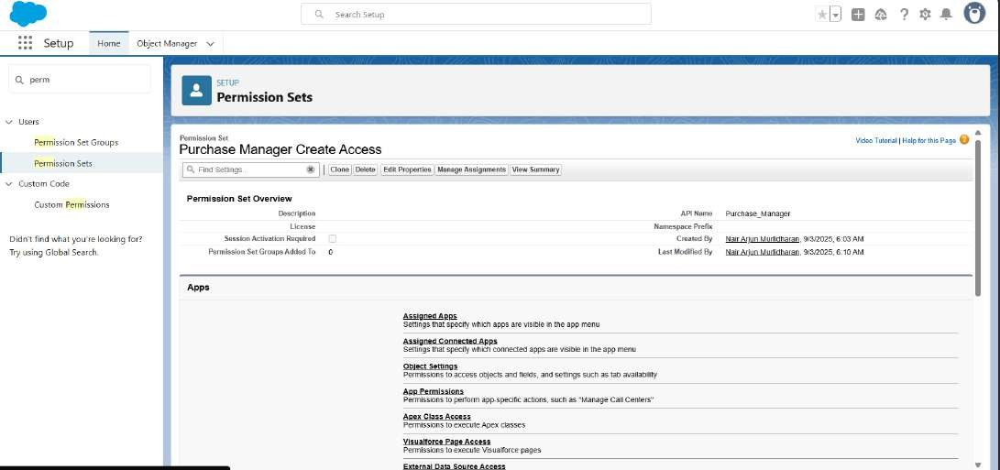 Search Setup
Setup
Home
Object Manager
perm
Users
Permission Set Groups
Permission Sets
Custom Code
Custom Permissions
Didn't find what you're looking for?
Try using Global Search.
SETUP
Permission Sets
Permission Set
Purchase Manager Create Access
Video Tutorial | Help for this Page
Find Settings...
Clone Delete Edit Properties Manage Assignments View Summary
Permission Set Overview
Description API Name Purchase_Manager
License Namespace Prefix
Session Activation Required Created By Nair Arjun Murlidharan, 9/3/2025, 6:03 AM
Permission Set Groups Added To 0 Last Modified By Nair Arjun Murlidharan, 9/3/2025, 6:10 AM
Apps
Assigned Apps
Settings that specify which apps are visible in the app menu
Assigned Connected Apps
Settings that specify which connected apps are visible in the app menu
Object Settings
Permissions to access objects and fields, and settings such as tab availability
App Permissions
Permissions to perform app-specific actions, such as "Manage Call Centers"
Apex Class Access
Permissions to execute Apex classes
Visualforce Page Access
Permissions to execute Visualforce pages
External Data Source Access